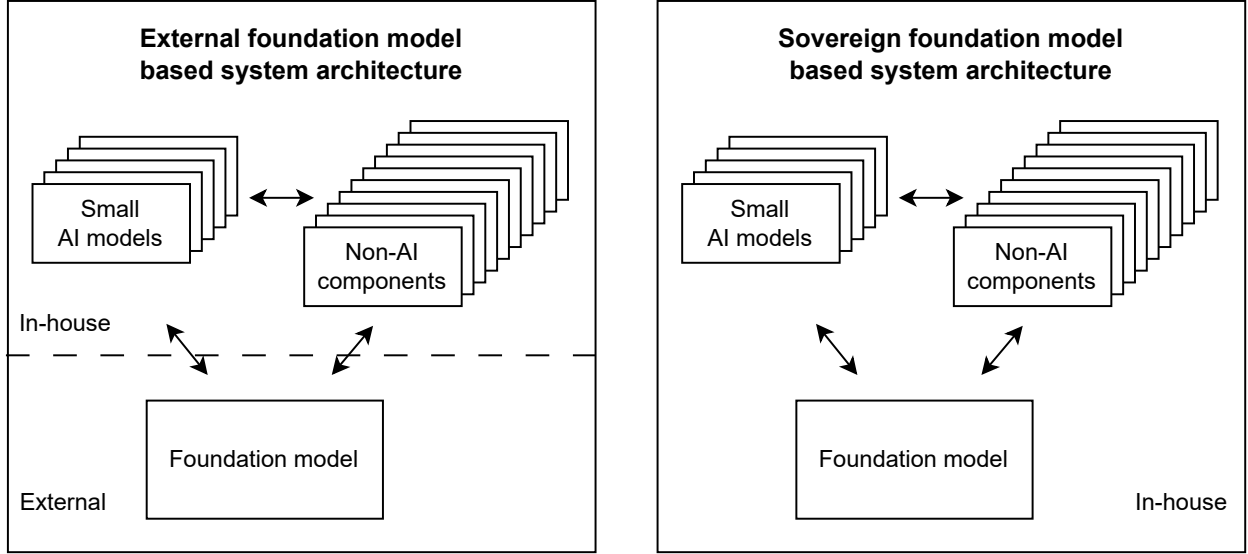 External foundation model
based system architecture
Small
AI models
Non-AI
components
In-house
Foundation model
External
Sovereign foundation model
based system architecture
Small
AI models
Non-AI
components
Foundation model
In-house